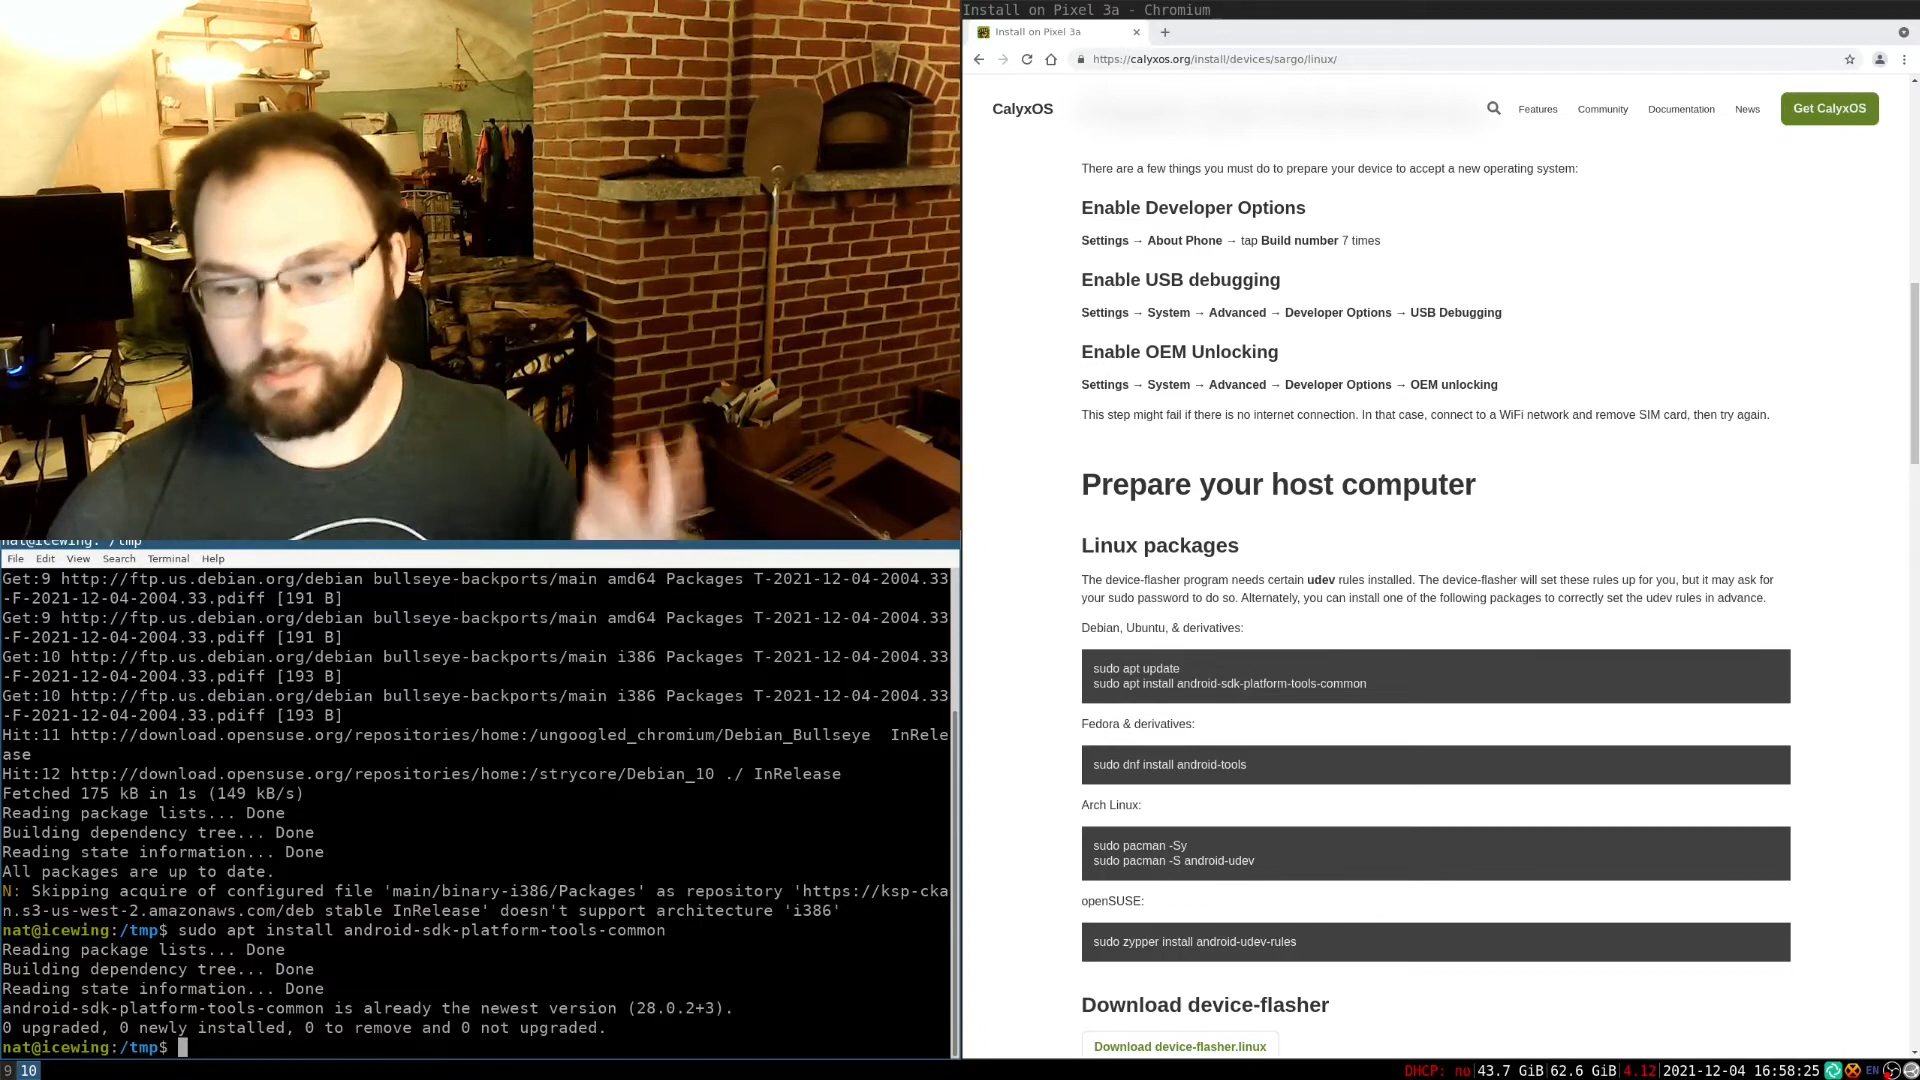 Install on Pixel 3a - Chromium
Install on Pixel 3a
https://calyxos.org/install/devices/sargo/linux/
CalyxOS
Features
Community
Documentation
News
Get CalyxOS
There are a few things you must do to prepare your device to accept a new operating system:
Enable Developer Options
Settings → About Phone → tap Build number 7 times
Enable USB debugging
Settings → System → Advanced → Developer Options → USB Debugging
Enable OEM Unlocking
Settings → System → Advanced → Developer Options → OEM unlocking
This step might fail if there is no internet connection. In that case, connect to a WiFi network and remove SIM card, then try again.
Prepare your host computer
Linux packages
The device-flasher program needs certain udev rules installed. The device-flasher will set these rules up for you, but it may ask for
your sudo password to do so. Alternately, you can install one of the following packages to correctly set the udev rules in advance.
Debian, Ubuntu, & derivatives:
sudo apt update
sudo apt install android-sdk-platform-tools-common
Fedora & derivatives:
sudo dnf install android-tools
Arch Linux:
sudo pacman -Sy
sudo pacman -S android-udev
openSUSE:
sudo zypper install android-udev-rules
Download device-flasher
Download device-flasher.linux
nat@icewing: /tmp
File Edit View Search Terminal Help
Get:9 http://ftp.us.debian.org/debian bullseye-backports/main amd64 Packages T-2021-12-04-2004.33
-F-2021-12-04-2004.33.pdiff [191 B]
Get:9 http://ftp.us.debian.org/debian bullseye-backports/main amd64 Packages T-2021-12-04-2004.33
-F-2021-12-04-2004.33.pdiff [191 B]
Get:10 http://ftp.us.debian.org/debian bullseye-backports/main i386 Packages T-2021-12-04-2004.33
-F-2021-12-04-2004.33.pdiff [193 B]
Get:10 http://ftp.us.debian.org/debian bullseye-backports/main i386 Packages T-2021-12-04-2004.33
-F-2021-12-04-2004.33.pdiff [193 B]
Hit:11 http://download.opensuse.org/repositories/home:/ungoogled_chromium/Debian_Bullseye  InRele
ase
Hit:12 http://download.opensuse.org/repositories/home:/strycore/Debian_10 ./ InRelease
Fetched 175 kB in 1s (149 kB/s)
Reading package lists... Done
Building dependency tree... Done
Reading state information... Done
All packages are up to date.
N: Skipping acquire of configured file 'main/binary-i386/Packages' as repository 'https://ksp-cka
n.s3-us-west-2.amazonaws.com/deb stable InRelease' doesn't support architecture 'i386'
nat@icewing:/tmp$ sudo apt install android-sdk-platform-tools-common
Reading package lists... Done
Building dependency tree... Done
Reading state information... Done
android-sdk-platform-tools-common is already the newest version (28.0.2+3).
0 upgraded, 0 newly installed, 0 to remove and 0 not upgraded.
nat@icewing:/tmp$
9 10
DHCP: no|43.7 GiB|62.6 GiB|4.12|2021-12-04 16:58:25
EN